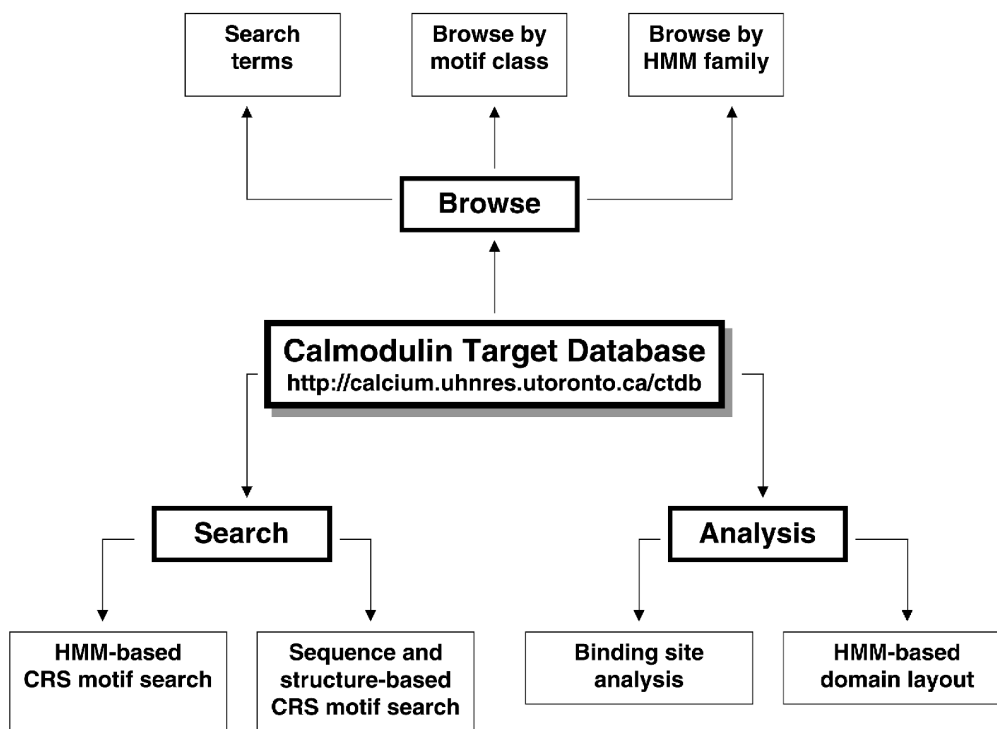 Search
terms
Browse by
motif class
Browse by
HMM family
Browse
Calmodulin Target Database
http://calcium.uhnres.utoronto.ca/ctdb
Search
Analysis
HMM-based
CRS motif search
Sequence and
structure-based
CRS motif search
Binding site
analysis
HMM-based
domain layout